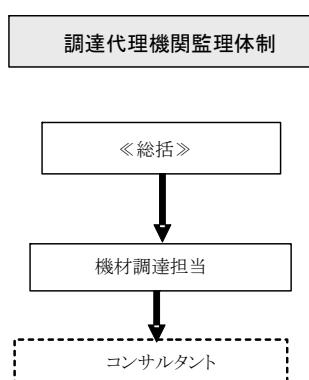 調達代理機関監理体制
≪総括≫
機材調達担当
コンサルタント